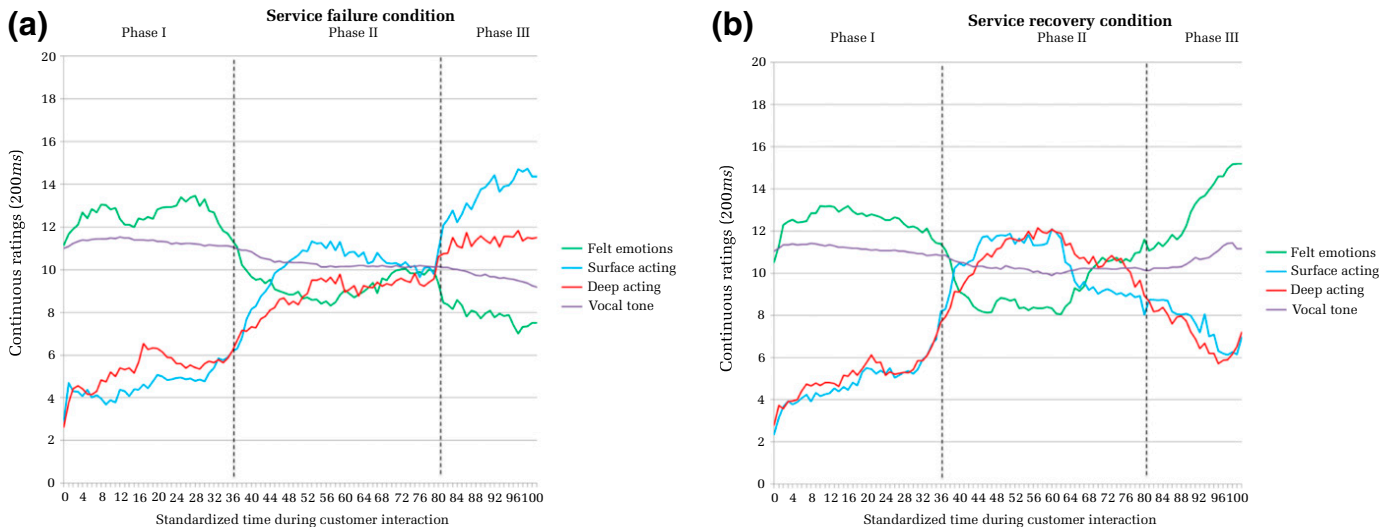 (a)
Service failure condition
Phase I
Phase II
Phase III
20
18
16
14
12
10
8
6
4
2
0
Continuous ratings (200ms)
0 4 8 12 16 20 24 28 32 36 40 44 48 52 56 60 64 68 72 76 80 84 88 92 96 100
Standardized time during customer interaction
Felt emotions
Surface acting
Deep acting
Vocal tone
(b)
Service recovery condition
Phase I
Phase II
Phase III
20
18
16
14
12
10
8
6
4
2
0
Continuous ratings (200ms)
0 4 8 12 16 20 24 28 32 36 40 44 48 52 56 60 64 68 72 76 80 84 88 92 96 100
Standardized time during customer interaction
Felt emotions
Surface acting
Deep acting
Vocal tone